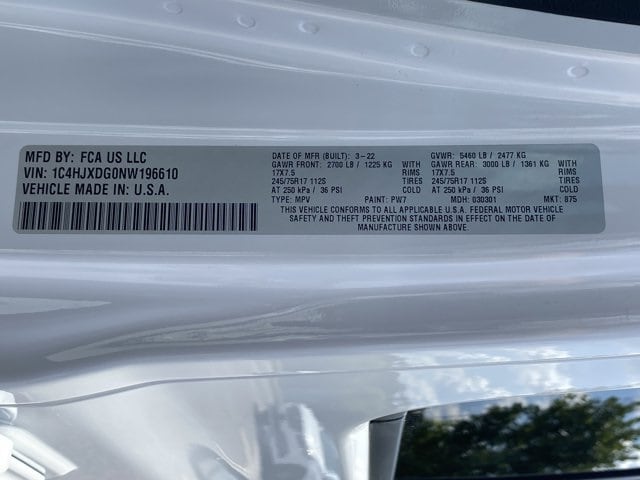 MFD BY: FCA US LLC
VIN: 1C4HJXDG0NW196610
VEHICLE MADE IN U.S.A.
DATE OF MFR (BUILT): 3-22
GAWR FRONT: 2700 LB / 1225 KG
17X7.5 RIMS
245/75R17 112S TIRES
AT 250 kPa / 36 PSI
GVWR: 5460 LB / 2477 KG
GAWR REAR: 3000 LB / 1361 KG
17X7.5 RIMS
245/75R17 112S TIRES
AT 250 kPa / 36 PSI
TYPE: MPV PAINT: PW7 MDH: 030301 MKT: 875
THIS VEHICLE CONFORMS TO ALL APPLICABLE U.S.A. FEDERAL MOTOR VEHICLE
SAFETY AND THEFT PREVENTION STANDARDS IN EFFECT ON THE DATE OF
MANUFACTURE SHOWN ABOVE.